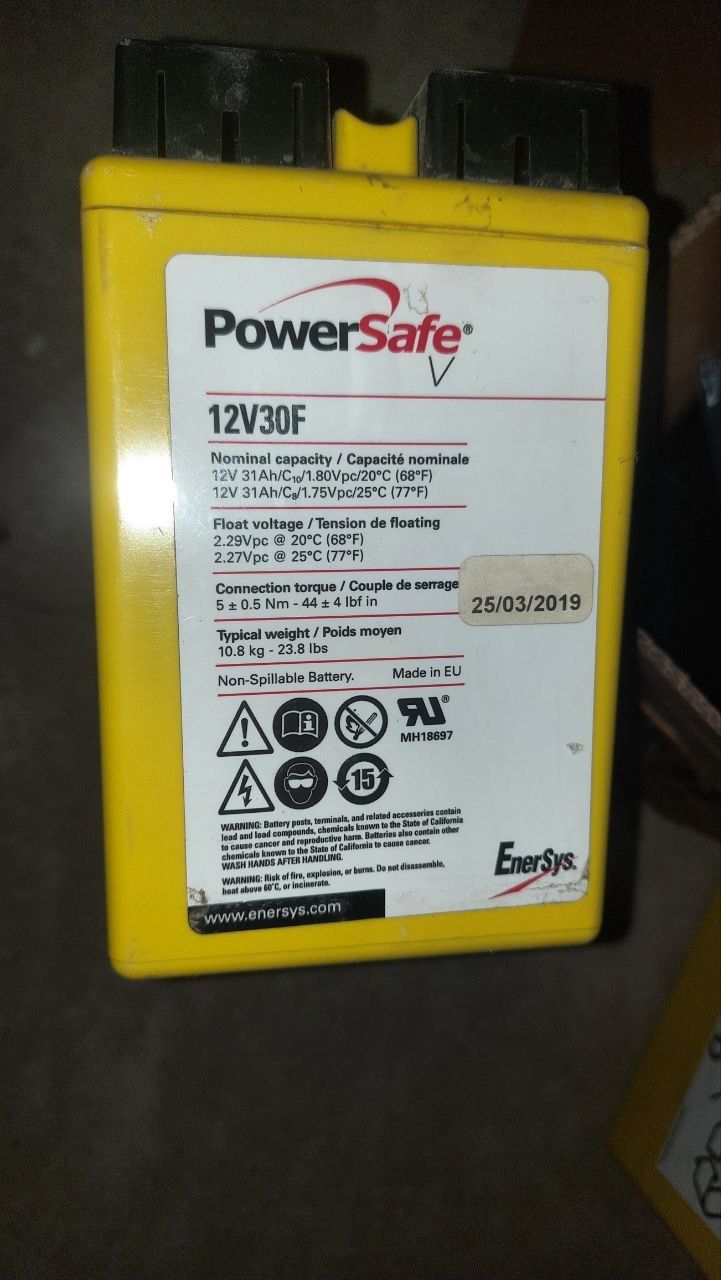 PowerSafe®
V
12V30F
Nominal capacity / Capacité nominale
12V 31Ah/C₁₀/1.80Vpc/20°C (68°F)
12V 31Ah/C₈/1.75Vpc/25°C (77°F)
Float voltage / Tension de floating
2.29Vpc @ 20°C (68°F)
2.27Vpc @ 25°C (77°F)
Connection torque / Couple de serrage
5 ± 0.5 Nm - 44 ± 4 lbf in
25/03/2019
Typical weight / Poids moyen
10.8 kg - 23.8 lbs
Non-Spillable Battery. Made in EU
RU®
MH18697
15
WARNING: Battery posts, terminals, and related accessories contain
lead and lead compounds, chemicals known to the State of California
to cause cancer and reproductive harm. Batteries also contain other
chemicals known to the State of California to cause cancer.
WASH HANDS AFTER HANDLING.
WARNING: Risk of fire, explosion, or burns. Do not disassemble,
heat above 60°C, or incinerate.
EnerSys.
www.enersys.com